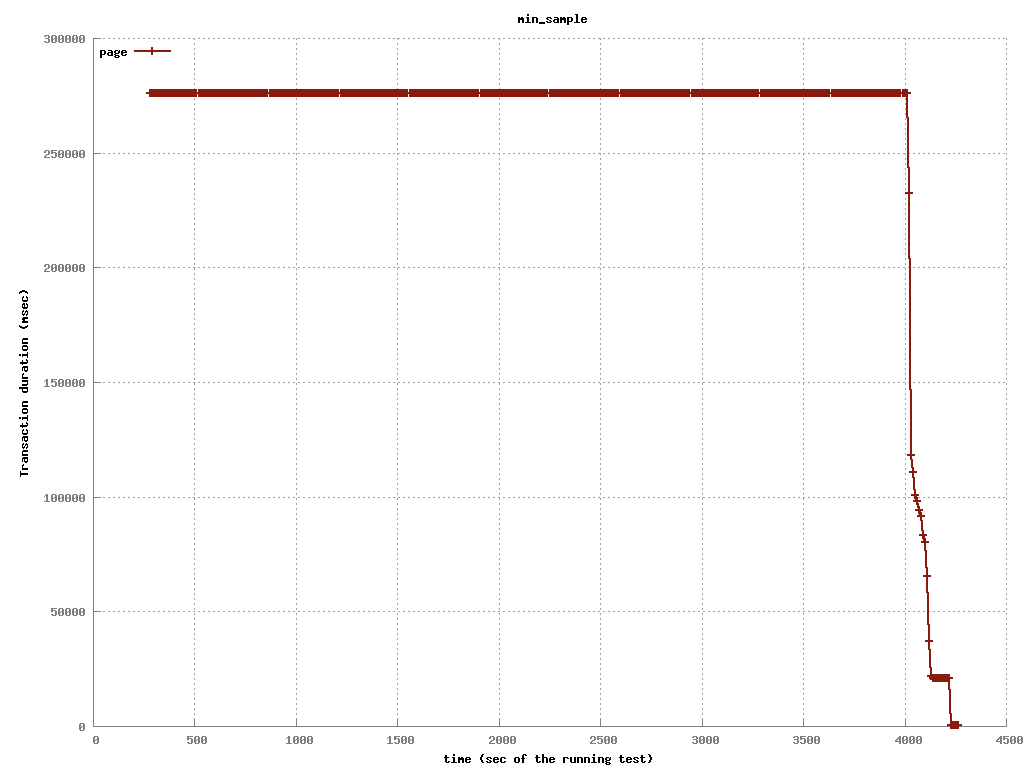 min_sample
page
300000
250000
200000
150000
100000
50000
0
Transaction duration (msec)
0 500 1000 1500 2000 2500 3000 3500 4000 4500
time (sec of the running test)